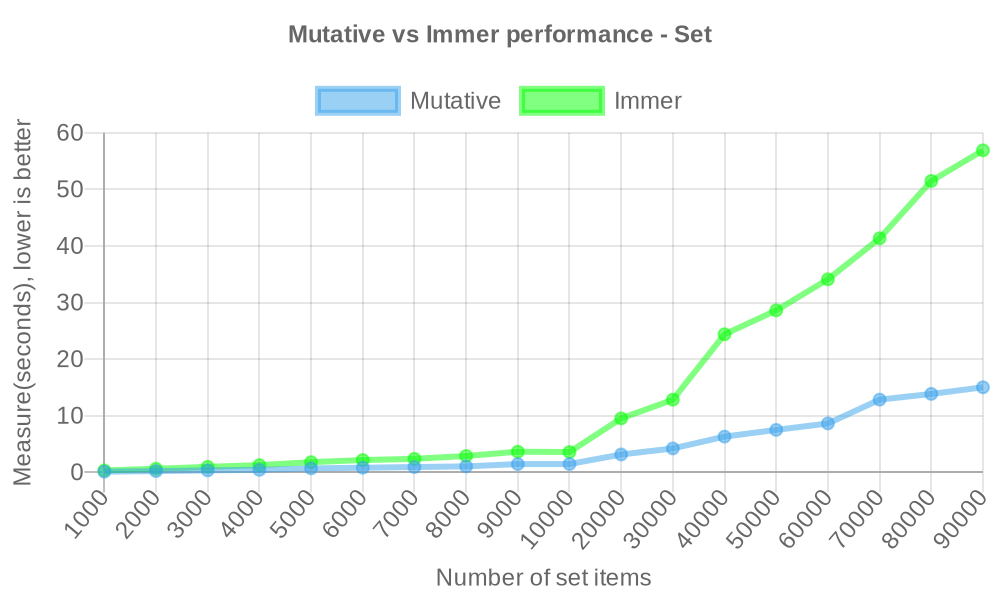 Mutative vs Immer performance - Set
Mutative Immer
Measure(seconds), lower is better
60
50
40
30
20
10
0
1000 2000 3000 4000 5000 6000 7000 8000 9000 10000 20000 30000 40000 50000 60000 70000 80000 90000
Number of set items